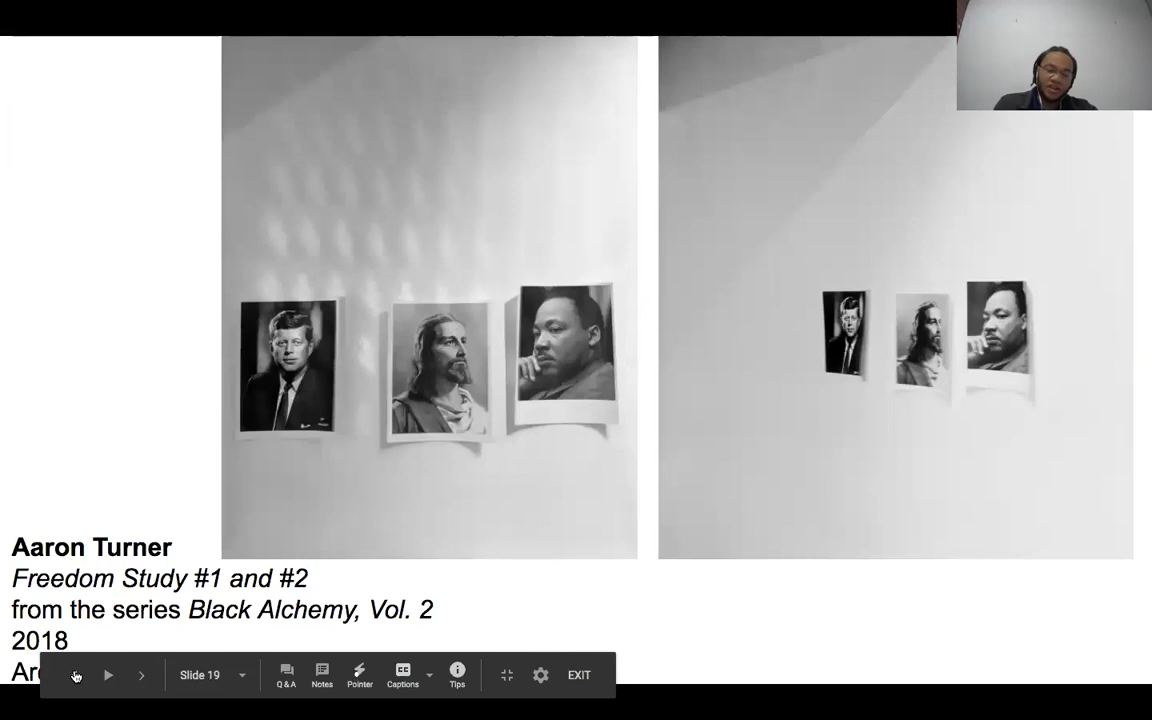 Aaron Turner
Freedom Study #1 and #2
from the series Black Alchemy, Vol. 2
2018
Slide 19
Q & A
Notes
Pointer
CC
Captions
Tips
EXIT